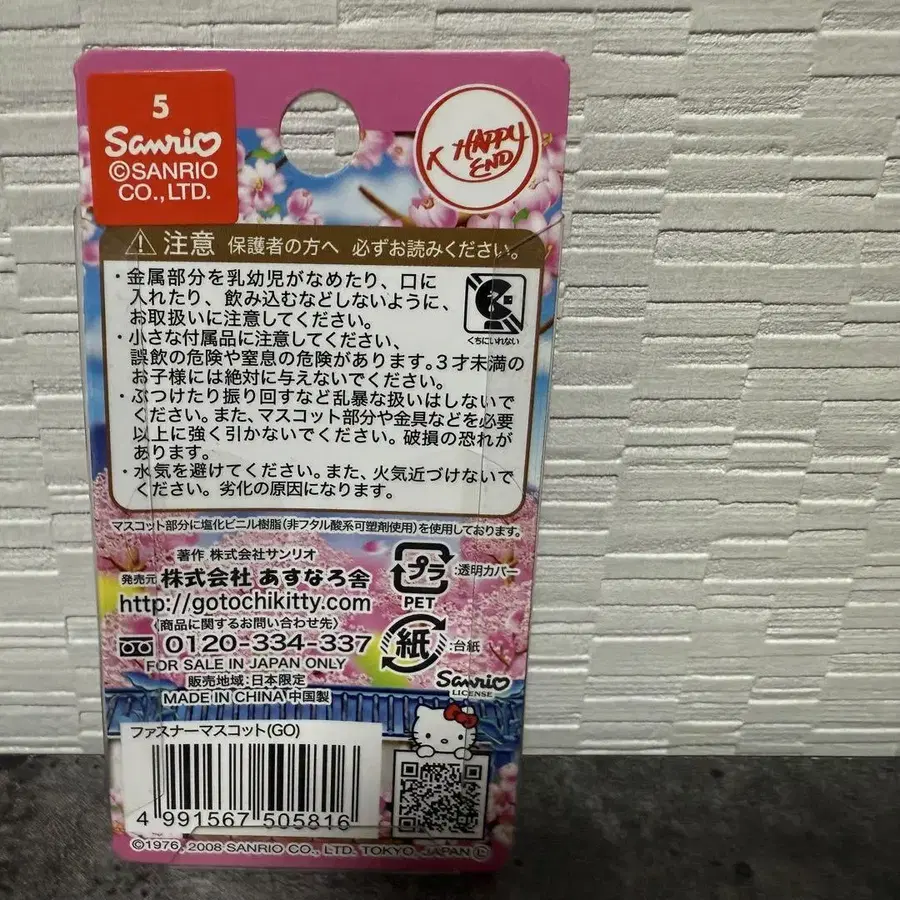 5
Sanrio
©SANRIO
CO.,LTD.
HAPPY
END
注意 保護者の方へ 必ずお読みください。
・金属部分を乳幼児がなめたり、口に
入れたり、飲み込むなどしないように、
お取扱いに注意してください。
くちにいれない
・小さな付属品に注意してください、
誤飲の危険や窒息の危険があります。3才未満の
お子様には絶対に与えないでください。
・ぶつけたり振り回すなど乱暴な扱いはしないで
ください。また、マスコット部分や金具などを必要
以上に強く引かないでください。破損の恐れが
あります。
・水気を避けてください。また、火気近づけないで
ください。劣化の原因になります。
マスコット部分に塩化ビニル樹脂(非フタル酸系可塑剤使用)を使用しております。
著作 株式会社サンリオ
発売元 株式会社 あすなろ舎
http://gotochikitty.com
〈商品に関するお問い合わせ先〉
0120-334-337
FOR SALE IN JAPAN ONLY
販売地域:日本限定
MADE IN CHINA 中国製
プラ :透明カバー
PET
紙 :台紙
Sanrio
LICENSE
ファスナーマスコット(GO)
4 991567 505816
©1976, 2008 SANRIO CO., LTD. TOKYO, JAPAN Ⓛ